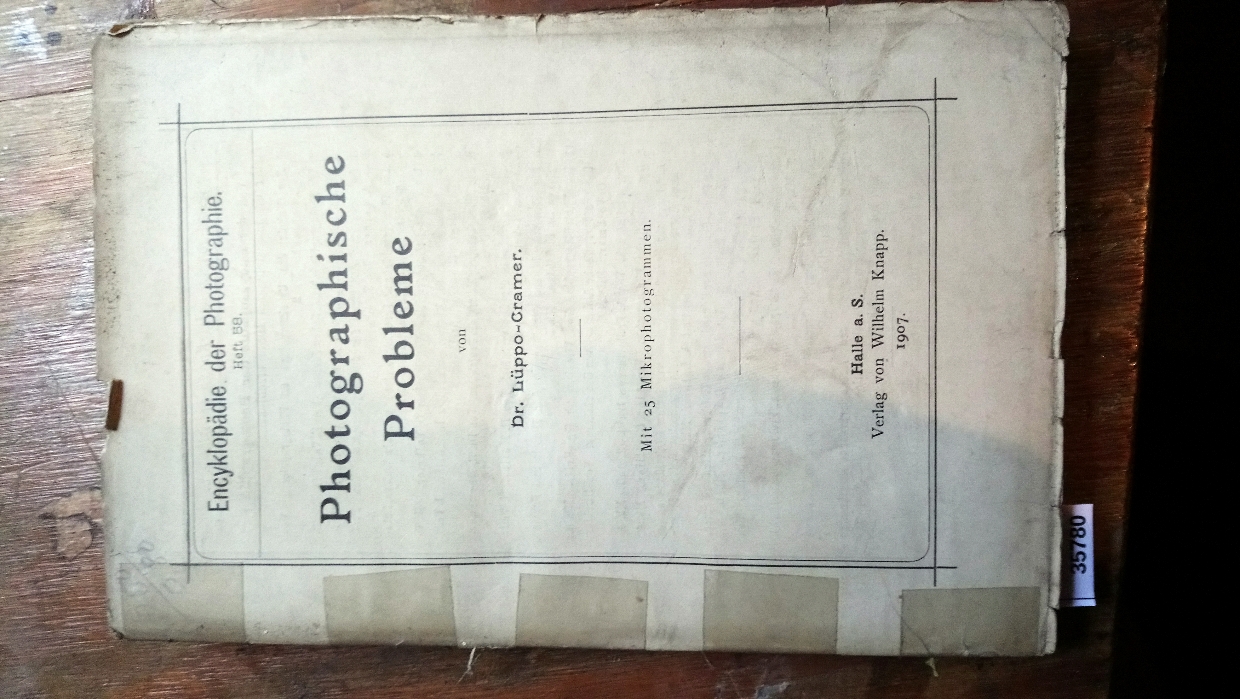 Encyklopädie der Photographie.
Heft 58.
Photographische
Probleme
von
Dr. Lüppo-Cramer.
Mit 25 Mikrophotogrammen.
Halle a. S.
Verlag von Wilhelm Knapp.
1907.
35780